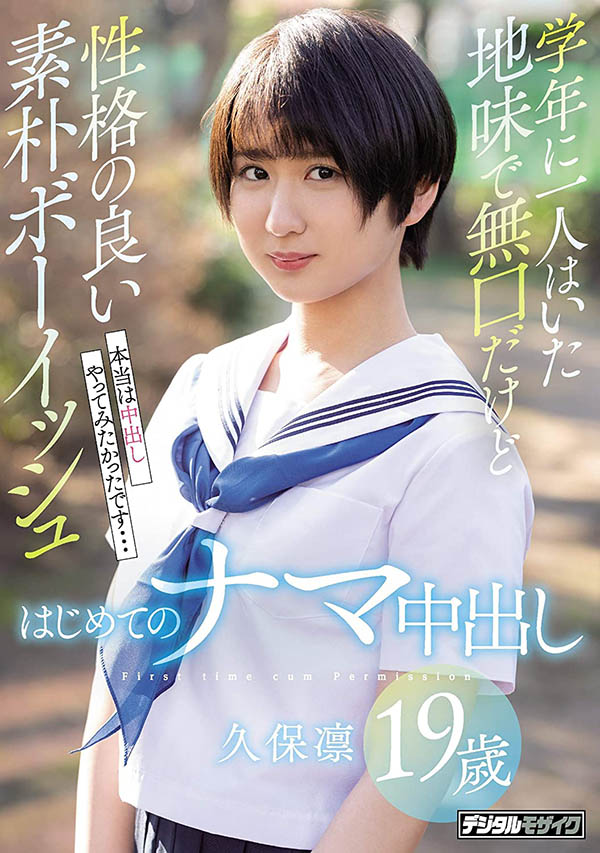 学年に一人はいた
地味で無口だけど
性格の良い
素朴ボーイッシュ
本当は中出し
やってみたかったです…
はじめてのナマ中出し
First time cum Permission
久保凛 19歳
デジタルモザイク